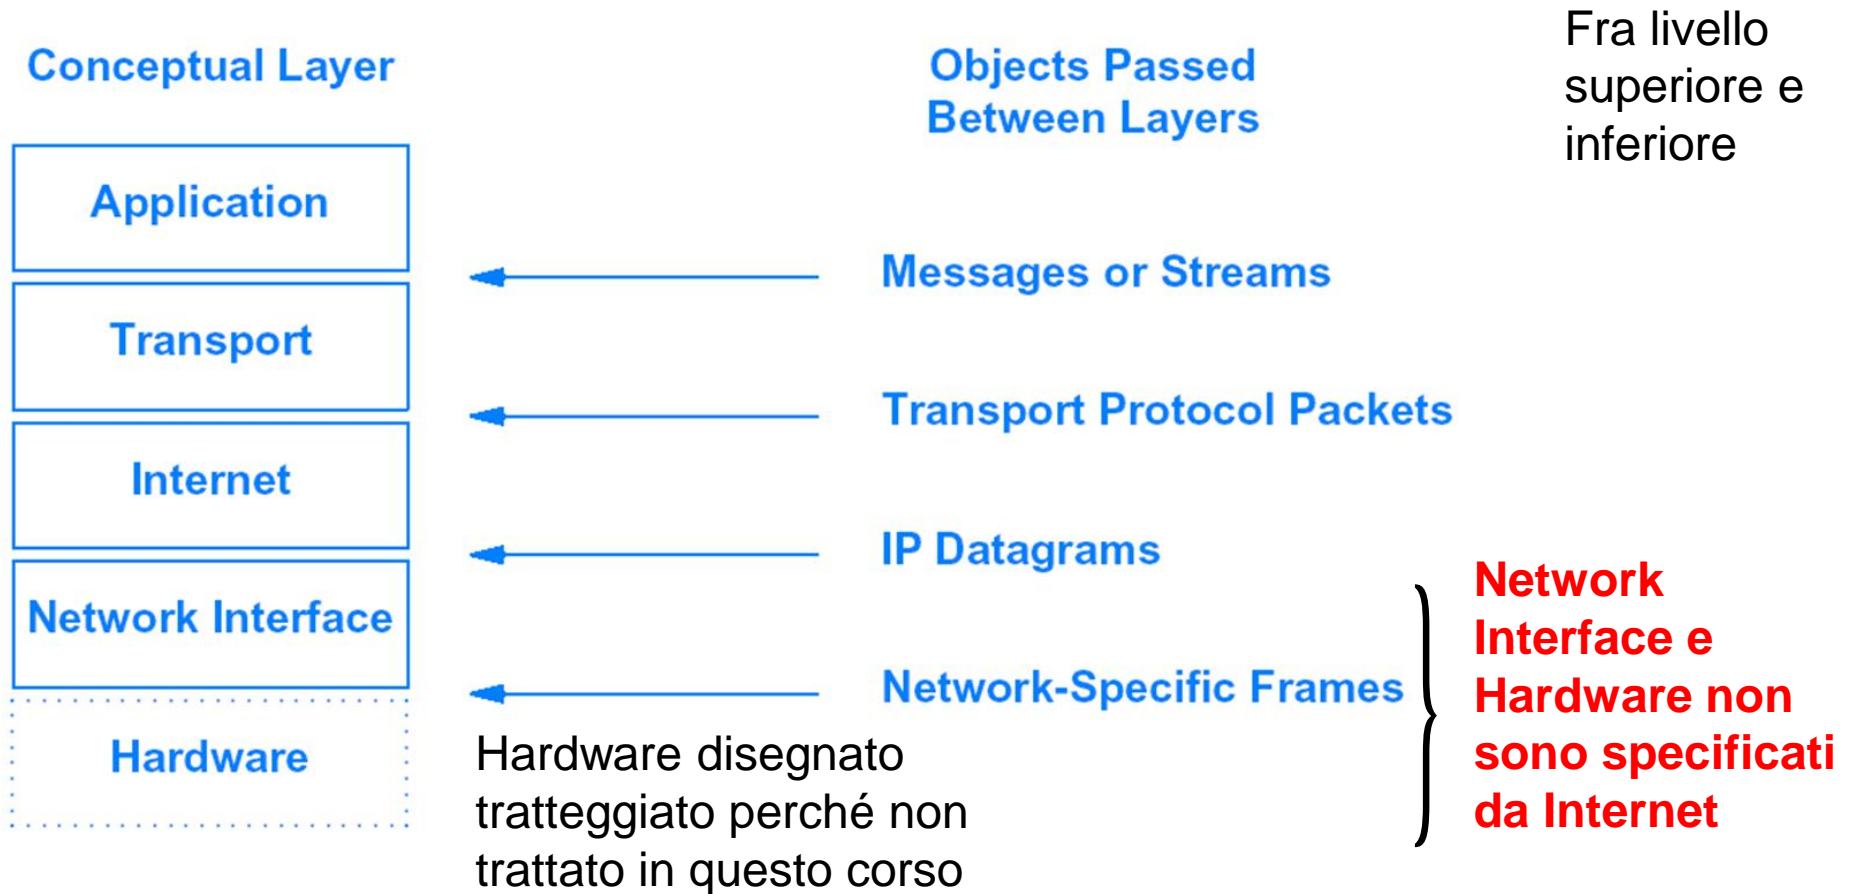 Conceptual Layer
Objects Passed
Between Layers
Fra livello
superiore e
inferiore
Application
Messages or Streams
Transport
Transport Protocol Packets
Internet
IP Datagrams
Network Interface
Network-Specific Frames
Network
Interface e
Hardware non
sono specificati
da Internet
Hardware
Hardware disegnato
tratteggiato perché non
trattato in questo corso